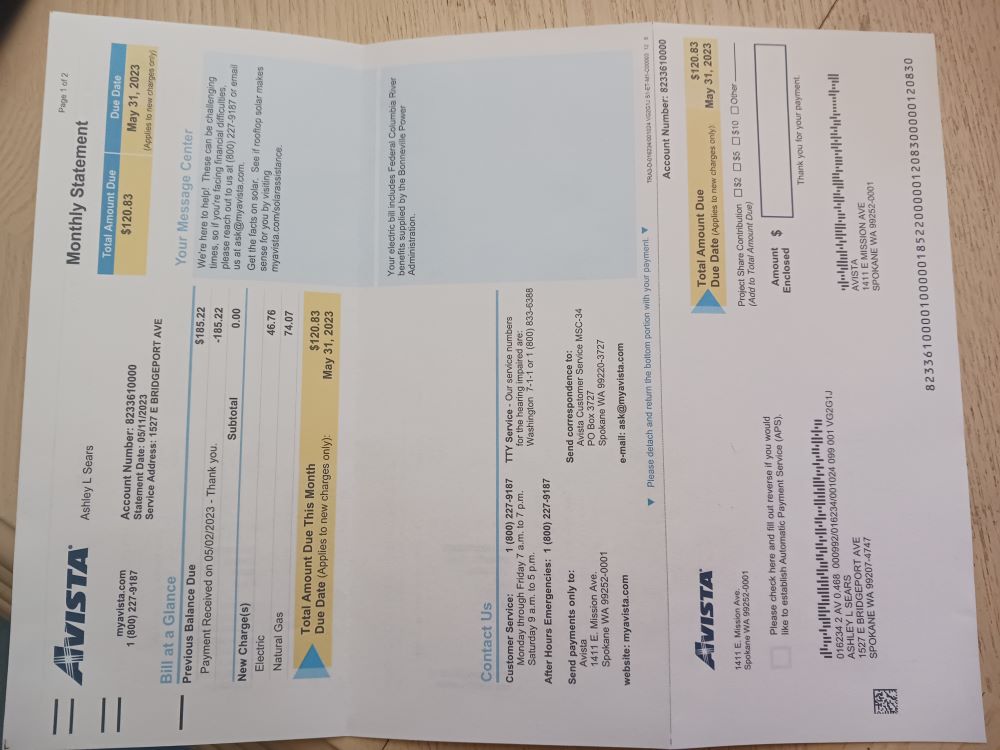 AVISTA
Ashley L Sears
Monthly Statement
Page 1 of 2
myavista.com
1 (800) 227-9187
Account Number: 8233610000
Statement Date: 05/11/2023
Service Address: 1527 E BRIDGEPORT AVE
Total Amount Due
Due Date
$120.83
May 31, 2023
(Applies to new charges only)
Bill at a Glance
Previous Balance Due $185.22
Payment Received on 05/02/2023 - Thank you. -185.22
Subtotal 0.00
New Charge(s)
Electric 46.76
Natural Gas 74.07
Total Amount Due This Month $120.83
Due Date (Applies to new charges only): May 31, 2023
Your Message Center
We're here to help! These can be challenging
times, so if you're facing financial difficulties,
please reach out to us at (800) 227-9187 or email
us at ask@myavista.com.
Get the facts on solar. See if rooftop solar makes
sense for you by visiting
myavista.com/solarassistance.
Your electric bill includes Federal Columbia River
benefits supplied by the Bonneville Power
Administration.
Contact Us
Customer Service: 1 (800) 227-9187
Monday through Friday 7 a.m. to 7 p.m.
Saturday 9 a.m. to 5 p.m.
After Hours Emergencies: 1 (800) 227-9187
Send payments only to:
Avista
1411 E. Mission Ave.
Spokane WA 99252-0001
website: myavista.com
TTY Service - Our service numbers
for the hearing impaired are:
Washington 7-1-1 or 1 (800) 833-6388
Send correspondence to:
Avista Customer Service MSC-34
PO Box 3727
Spokane WA 99220-3727
e-mail: ask@myavista.com
Please detach and return the bottom portion with your payment.
AVISTA
1411 E. Mission Ave.
Spokane WA 99252-0001
Account Number: 8233610000
Total Amount Due $120.83
Due Date (Applies to new charges only): May 31, 2023
Project Share Contribution $2 $5 $10 Other
(Add to Total Amount Due)
Please check here and fill out reverse if you would
like to establish Automatic Payment Service (APS).
Amount
Enclosed $
Thank you for your payment.
016234 2 AV 0.468 000992/016234/001024 099 001 VG2G1J
ASHLEY L SEARS
1527 E BRIDGEPORT AVE
SPOKANE WA 99207-4747
AVISTA
1411 E MISSION AVE
SPOKANE WA 99252-0001